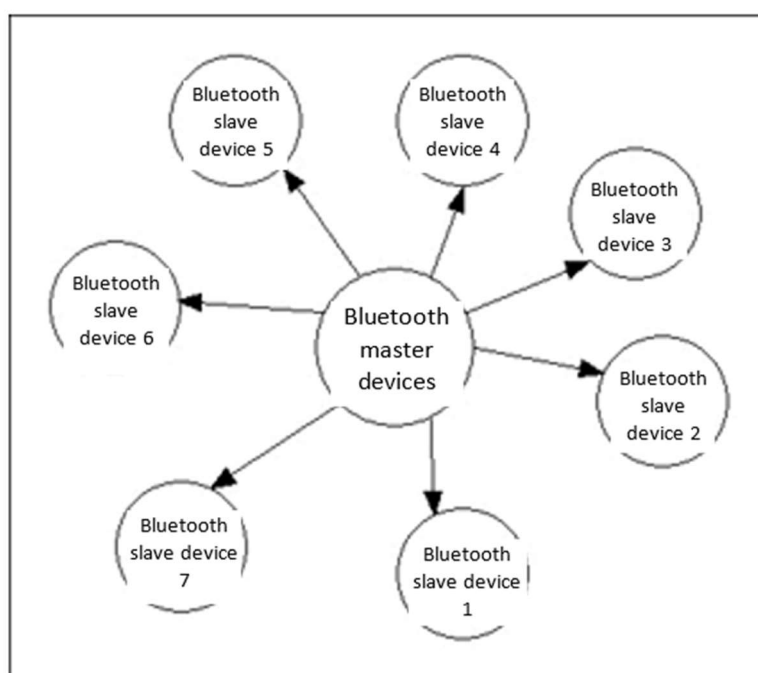 Bluetooth
slave
device 5
Bluetooth
slave
device 4
Bluetooth
slave
device 3
Bluetooth
slave
device 6
Bluetooth
master
devices
Bluetooth
slave
device 2
Bluetooth
slave device
7
Bluetooth
slave device
1